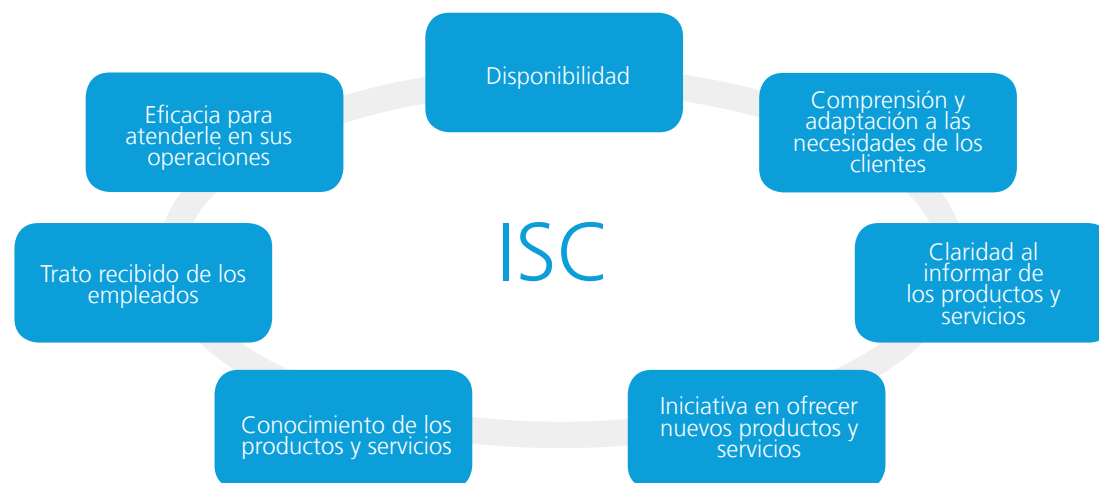 Disponibilidad
Comprensión y
adaptación a las
necesidades de los
clientes
Claridad al
informar de
los productos y
servicios
Iniciativa en ofrecer
nuevos productos y
servicios
Conocimiento de los
productos y servicios
Trato recibido de los
empleados
Eficacia para
atenderle en sus
operaciones
ISC